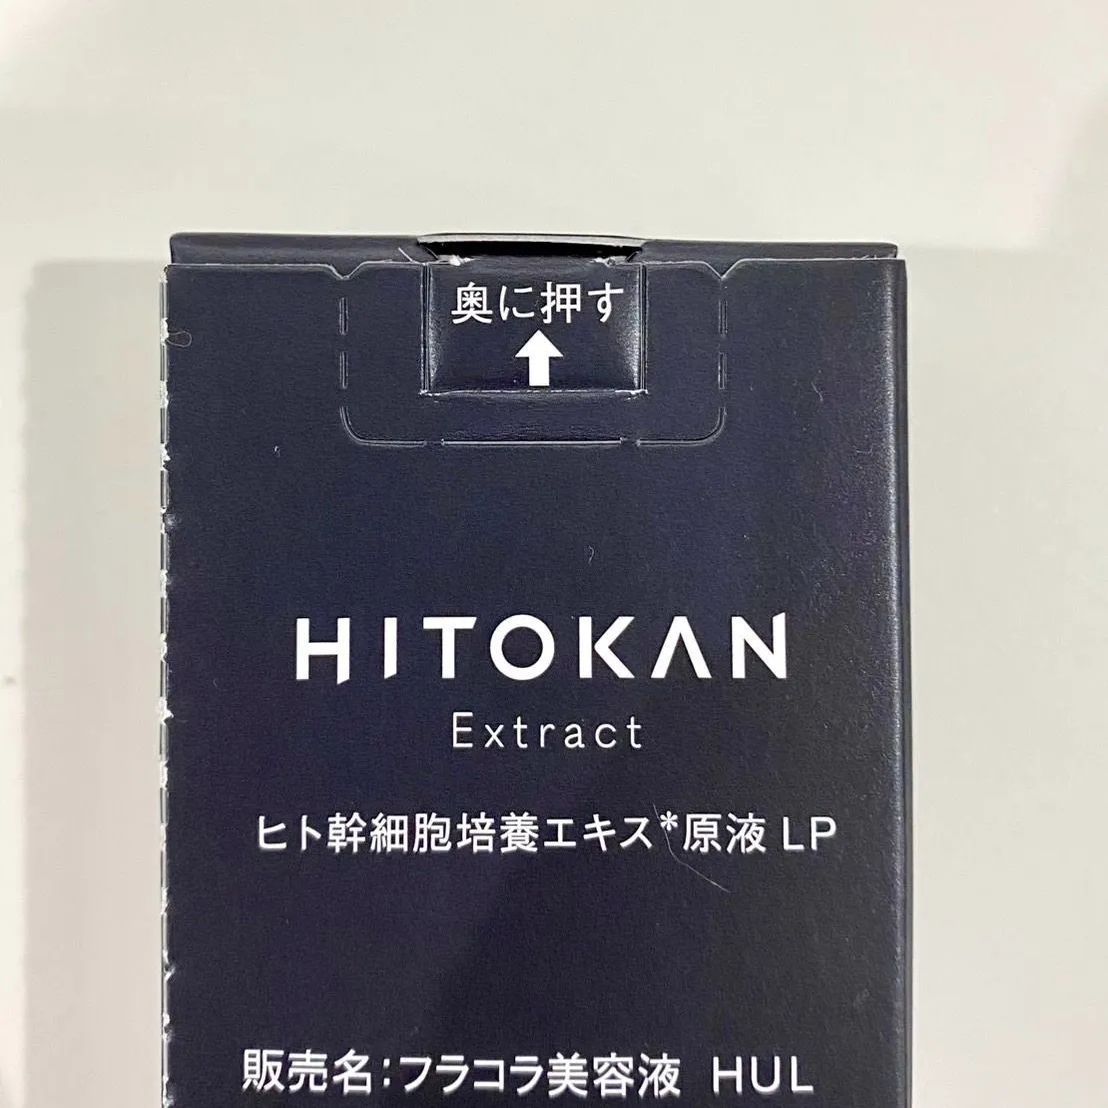 奥に押す
HITOKAN
Extract
ヒト幹細胞培養エキス*原液 LP
販売名:フラコラ美容液 HUL